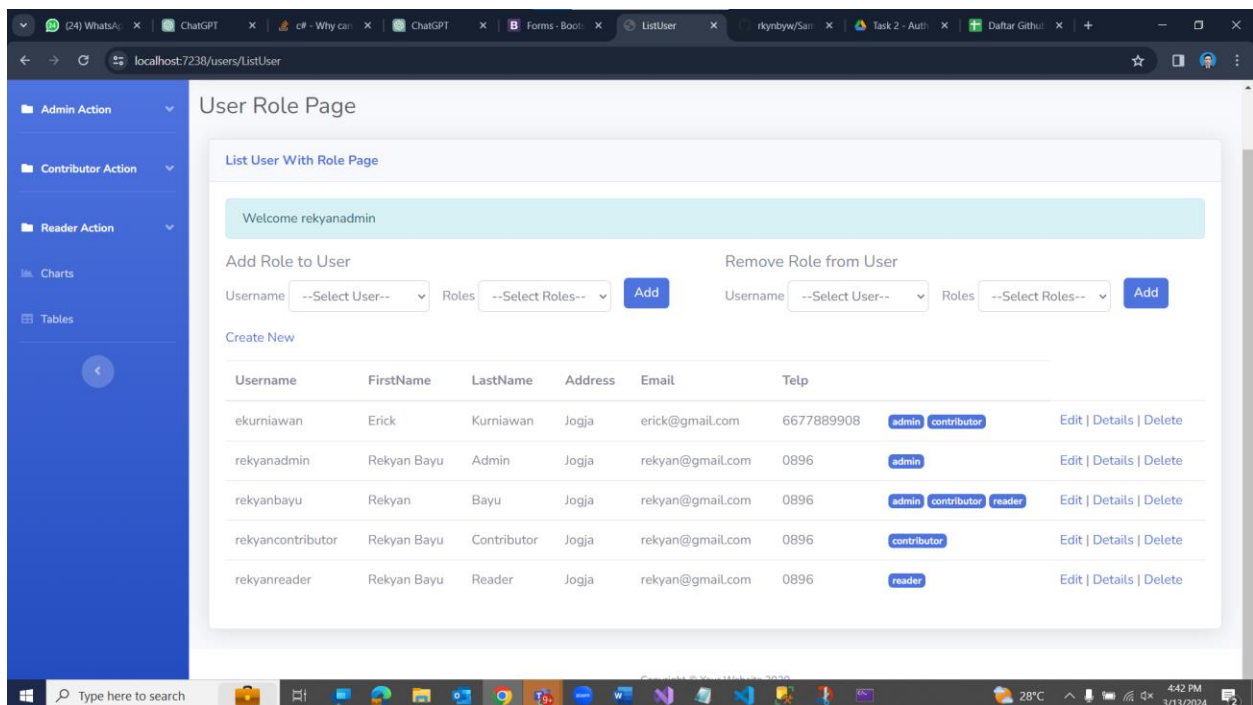 (24) WhatsAp
ChatGPT
c# - Why can
ChatGPT
Forms - Boots
ListUser
rkynbyw/Sam
Task 2 - Auth
Daftar Github
localhost:7238/users/ListUser
Admin Action
Contributor Action
Reader Action
Charts
Tables
User Role Page
List User With Role Page
Welcome rekyanadmin
Add Role to User
Username --Select User-- Roles --Select Roles-- Add
Remove Role from User
Username --Select User-- Roles --Select Roles-- Add
Create New
Username FirstName LastName Address Email Telp
ekurniawan Erick Kurniawan Jogja erick@gmail.com 6677889908 admin contributor Edit | Details | Delete
rekyanadmin Rekyan Bayu Admin Jogja rekyan@gmail.com 0896 admin Edit | Details | Delete
rekyanbayu Rekyan Bayu Jogja rekyan@gmail.com 0896 admin contributor reader Edit | Details | Delete
rekyancontributor Rekyan Bayu Contributor Jogja rekyan@gmail.com 0896 contributor Edit | Details | Delete
rekyanreader Rekyan Bayu Reader Jogja rekyan@gmail.com 0896 reader Edit | Details | Delete
Copyright © Your Website 2020
Type here to search
28°C
4:42 PM
3/13/2024